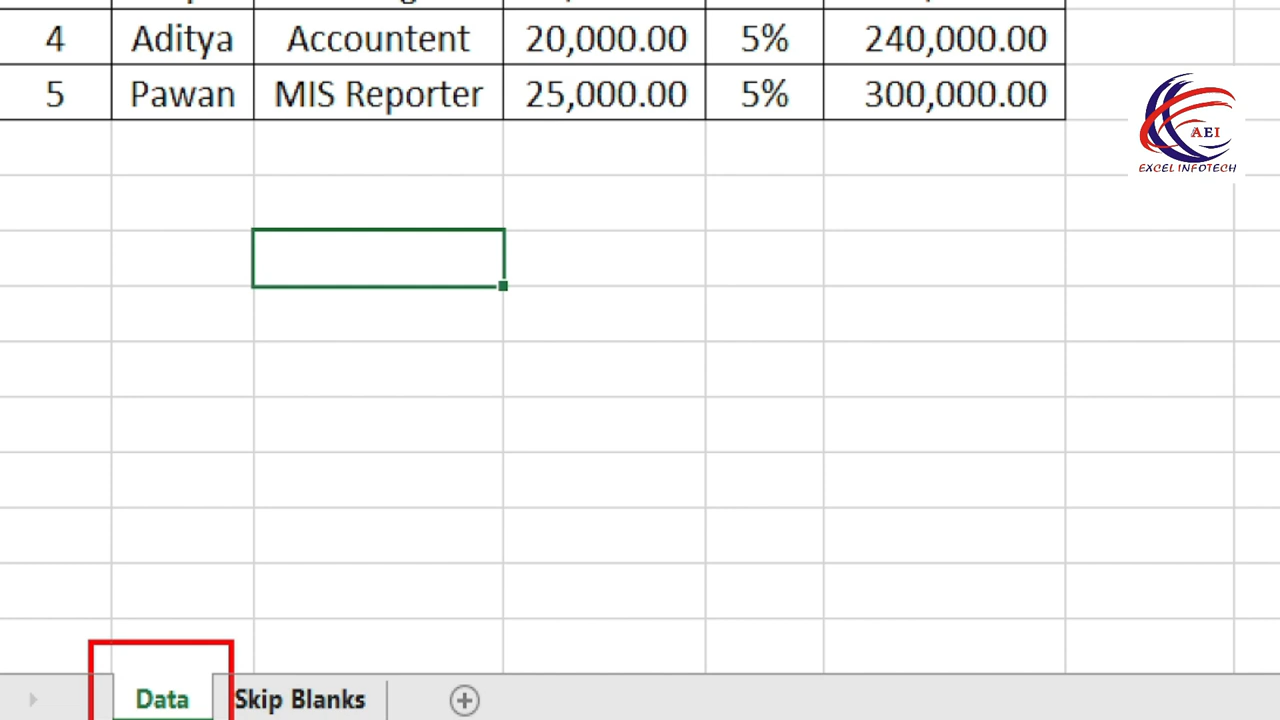 4 Aditya Accountent 20,000.00 5% 240,000.00
5 Pawan MIS Reporter 25,000.00 5% 300,000.00
AEI
EXCEL INFOTECH
Data Skip Blanks